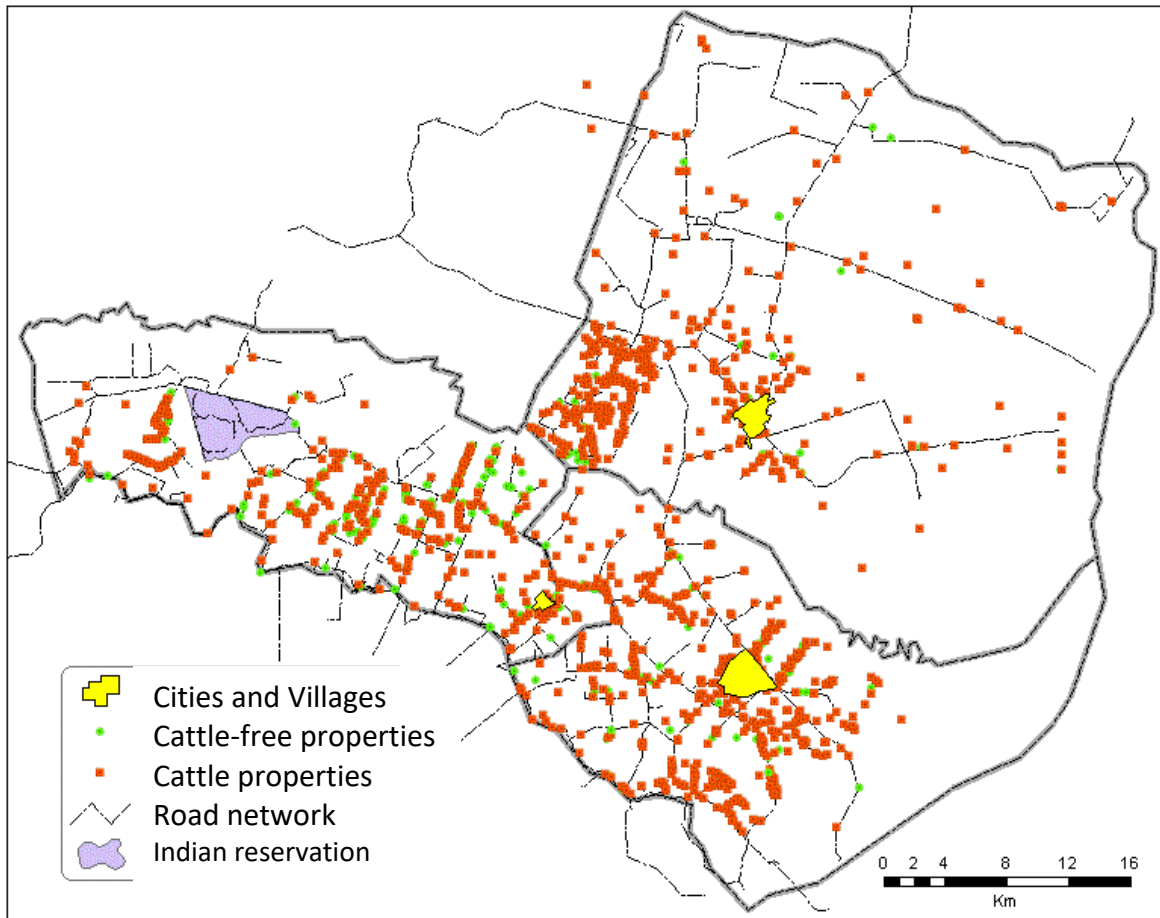 Cities and Villages
Cattle-free properties
Cattle properties
Road network
Indian reservation
0 2 4 8 12 16
Km